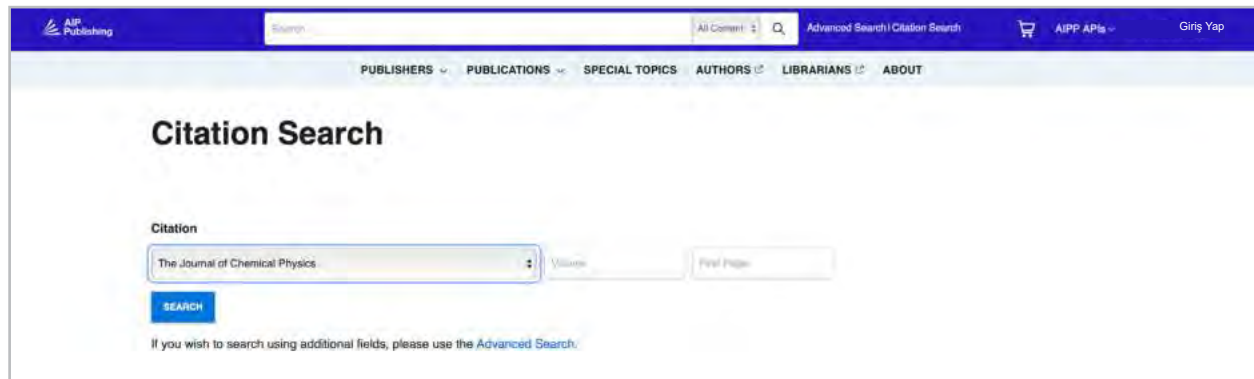 AIP
Publishing
Search...
All Content
Advanced Search | Citation Search
AIPP APIs
Giriş Yap
PUBLISHERS PUBLICATIONS SPECIAL TOPICS AUTHORS LIBRARIANS ABOUT
Citation Search
Citation
The Journal of Chemical Physics
Volume
First Page
SEARCH
If you wish to search using additional fields, please use the Advanced Search.